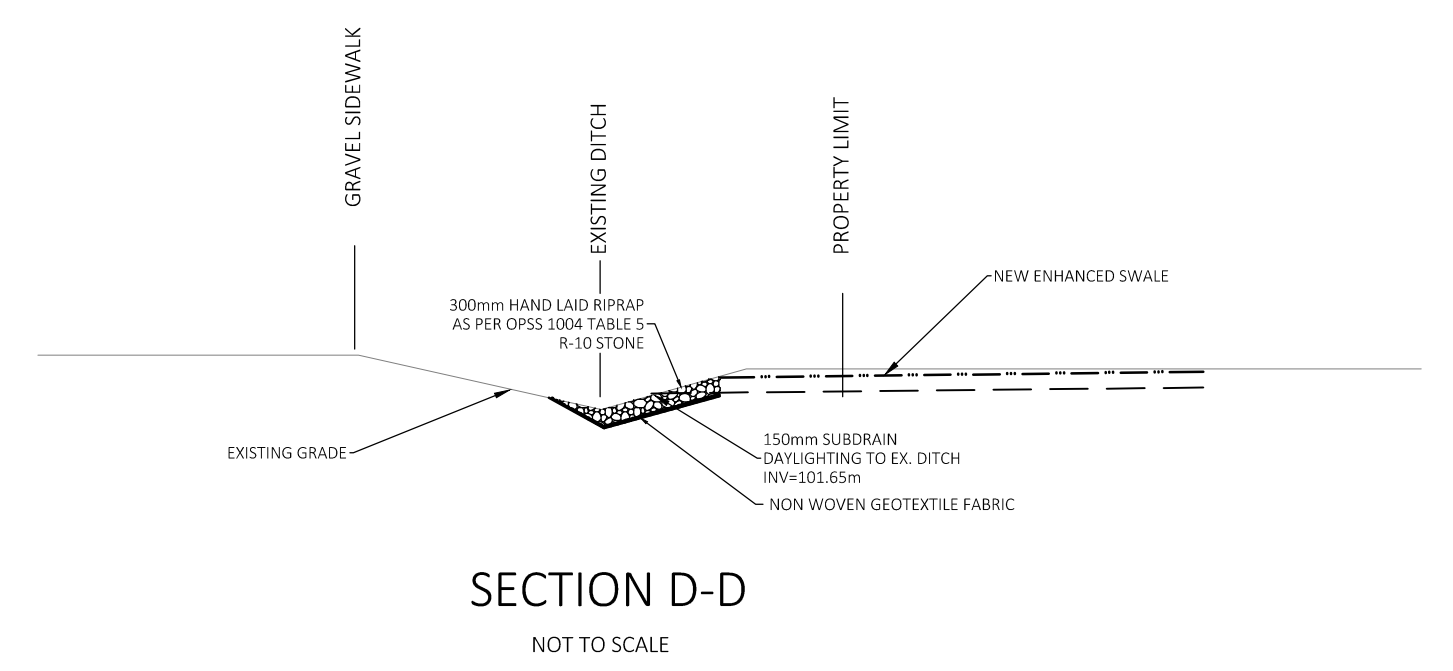 GRAVEL SIDEWALK
EXISTING DITCH
PROPERTY LIMIT
NEW ENHANCED SWALE
300mm HAND LAID RIPRAP
AS PER OPSS 1004 TABLE 5
R-10 STONE
EXISTING GRADE
150mm SUBDRAIN
DAYLIGHTING TO EX. DITCH
INV=101.65m
NON WOVEN GEOTEXTILE FABRIC
SECTION D-D
NOT TO SCALE